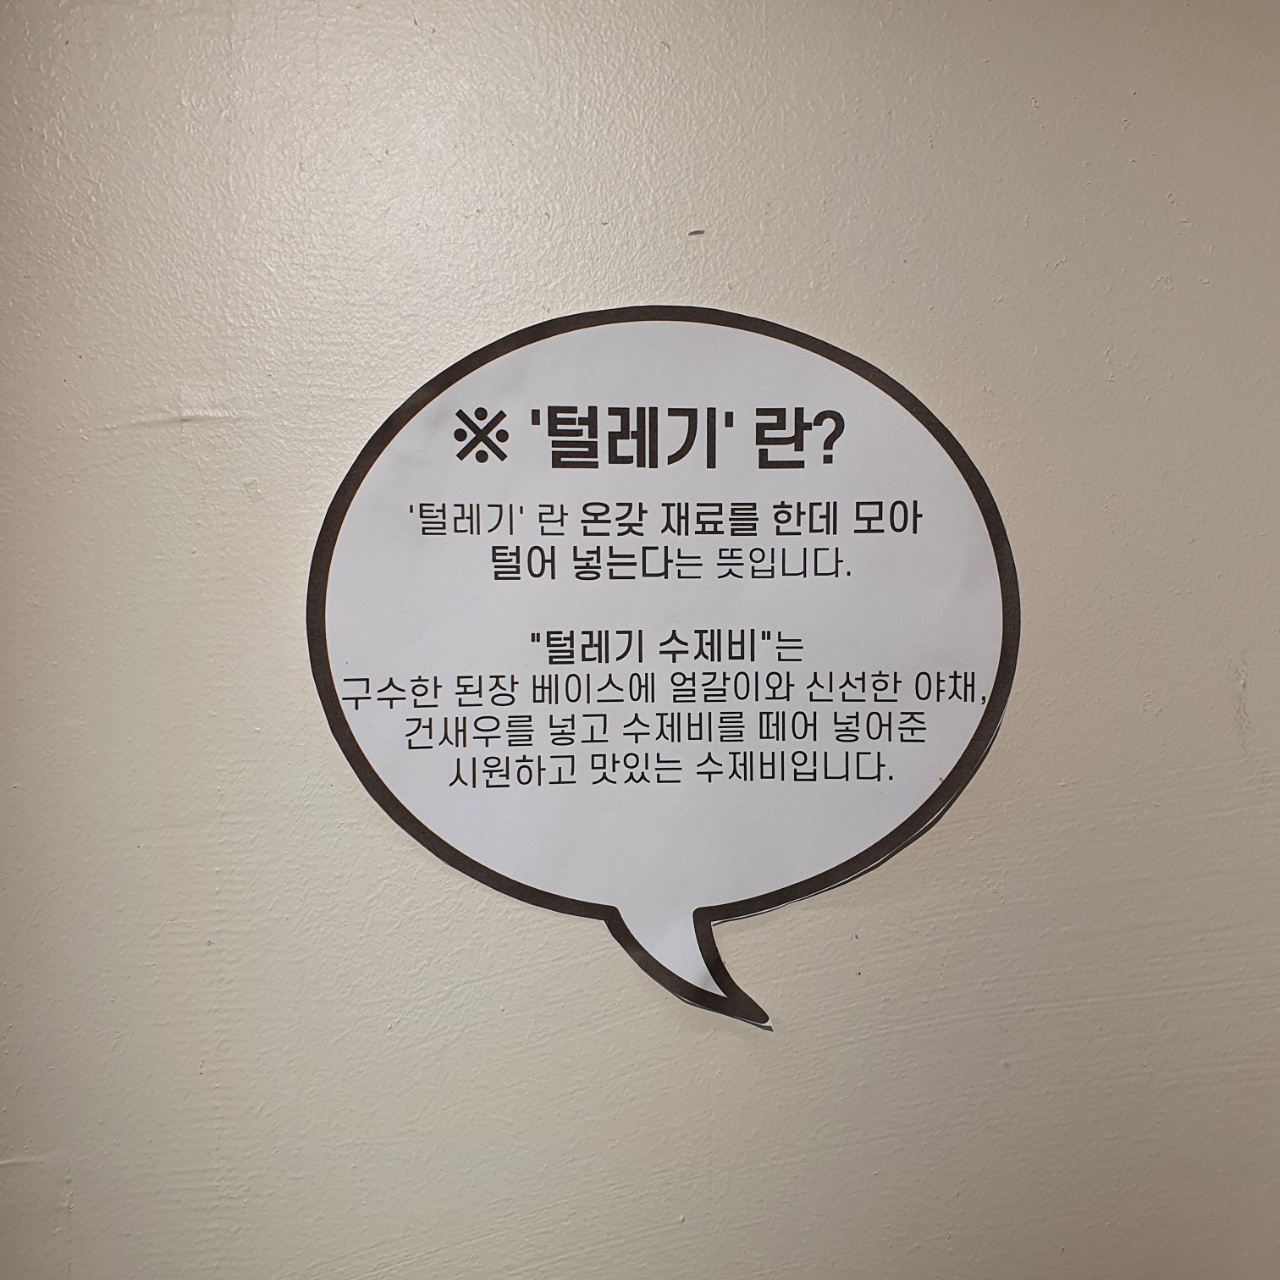 ※ '털레기' 란?
'털레기' 란 온갖 재료를 한데 모아
털어 넣는다는 뜻입니다.
"털레기 수제비"는
구수한 된장 베이스에 얼갈이와 신선한 야채,
건새우를 넣고 수제비를 떼어 넣어준
시원하고 맛있는 수제비입니다.